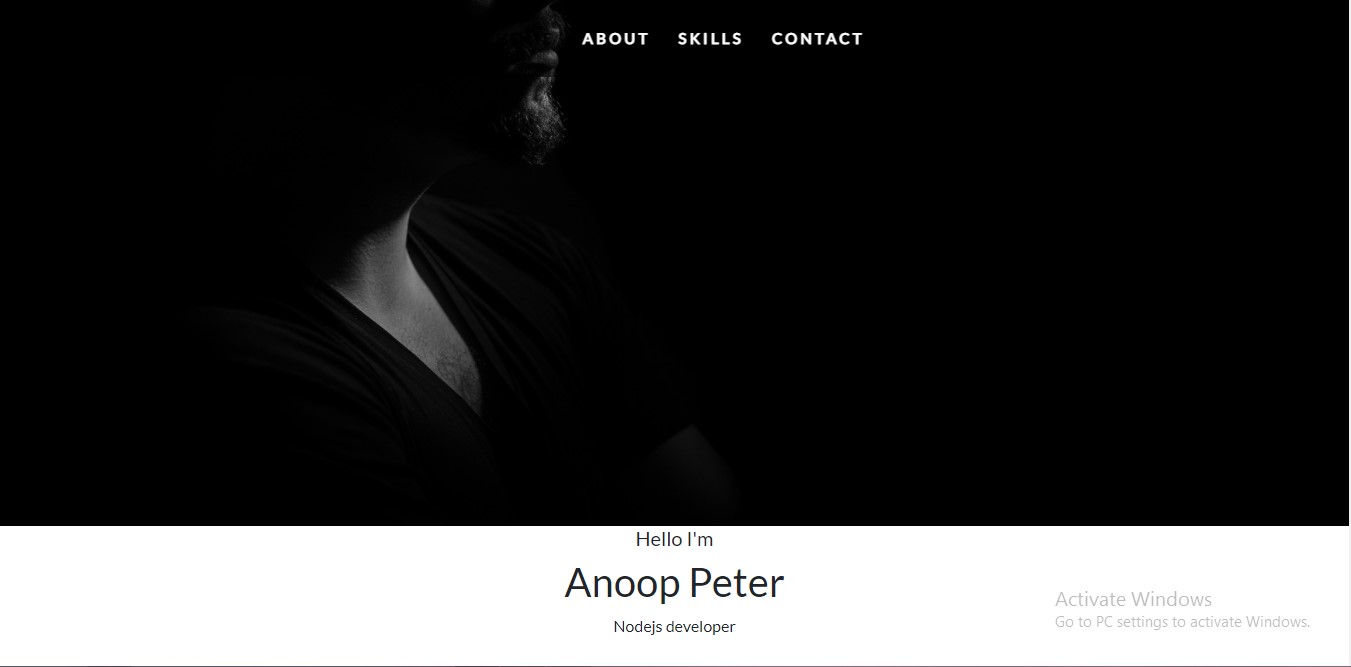 ABOUT SKILLS CONTACT
Hello I'm
Anoop Peter
Nodejs developer
Activate Windows
Go to PC settings to activate Windows.